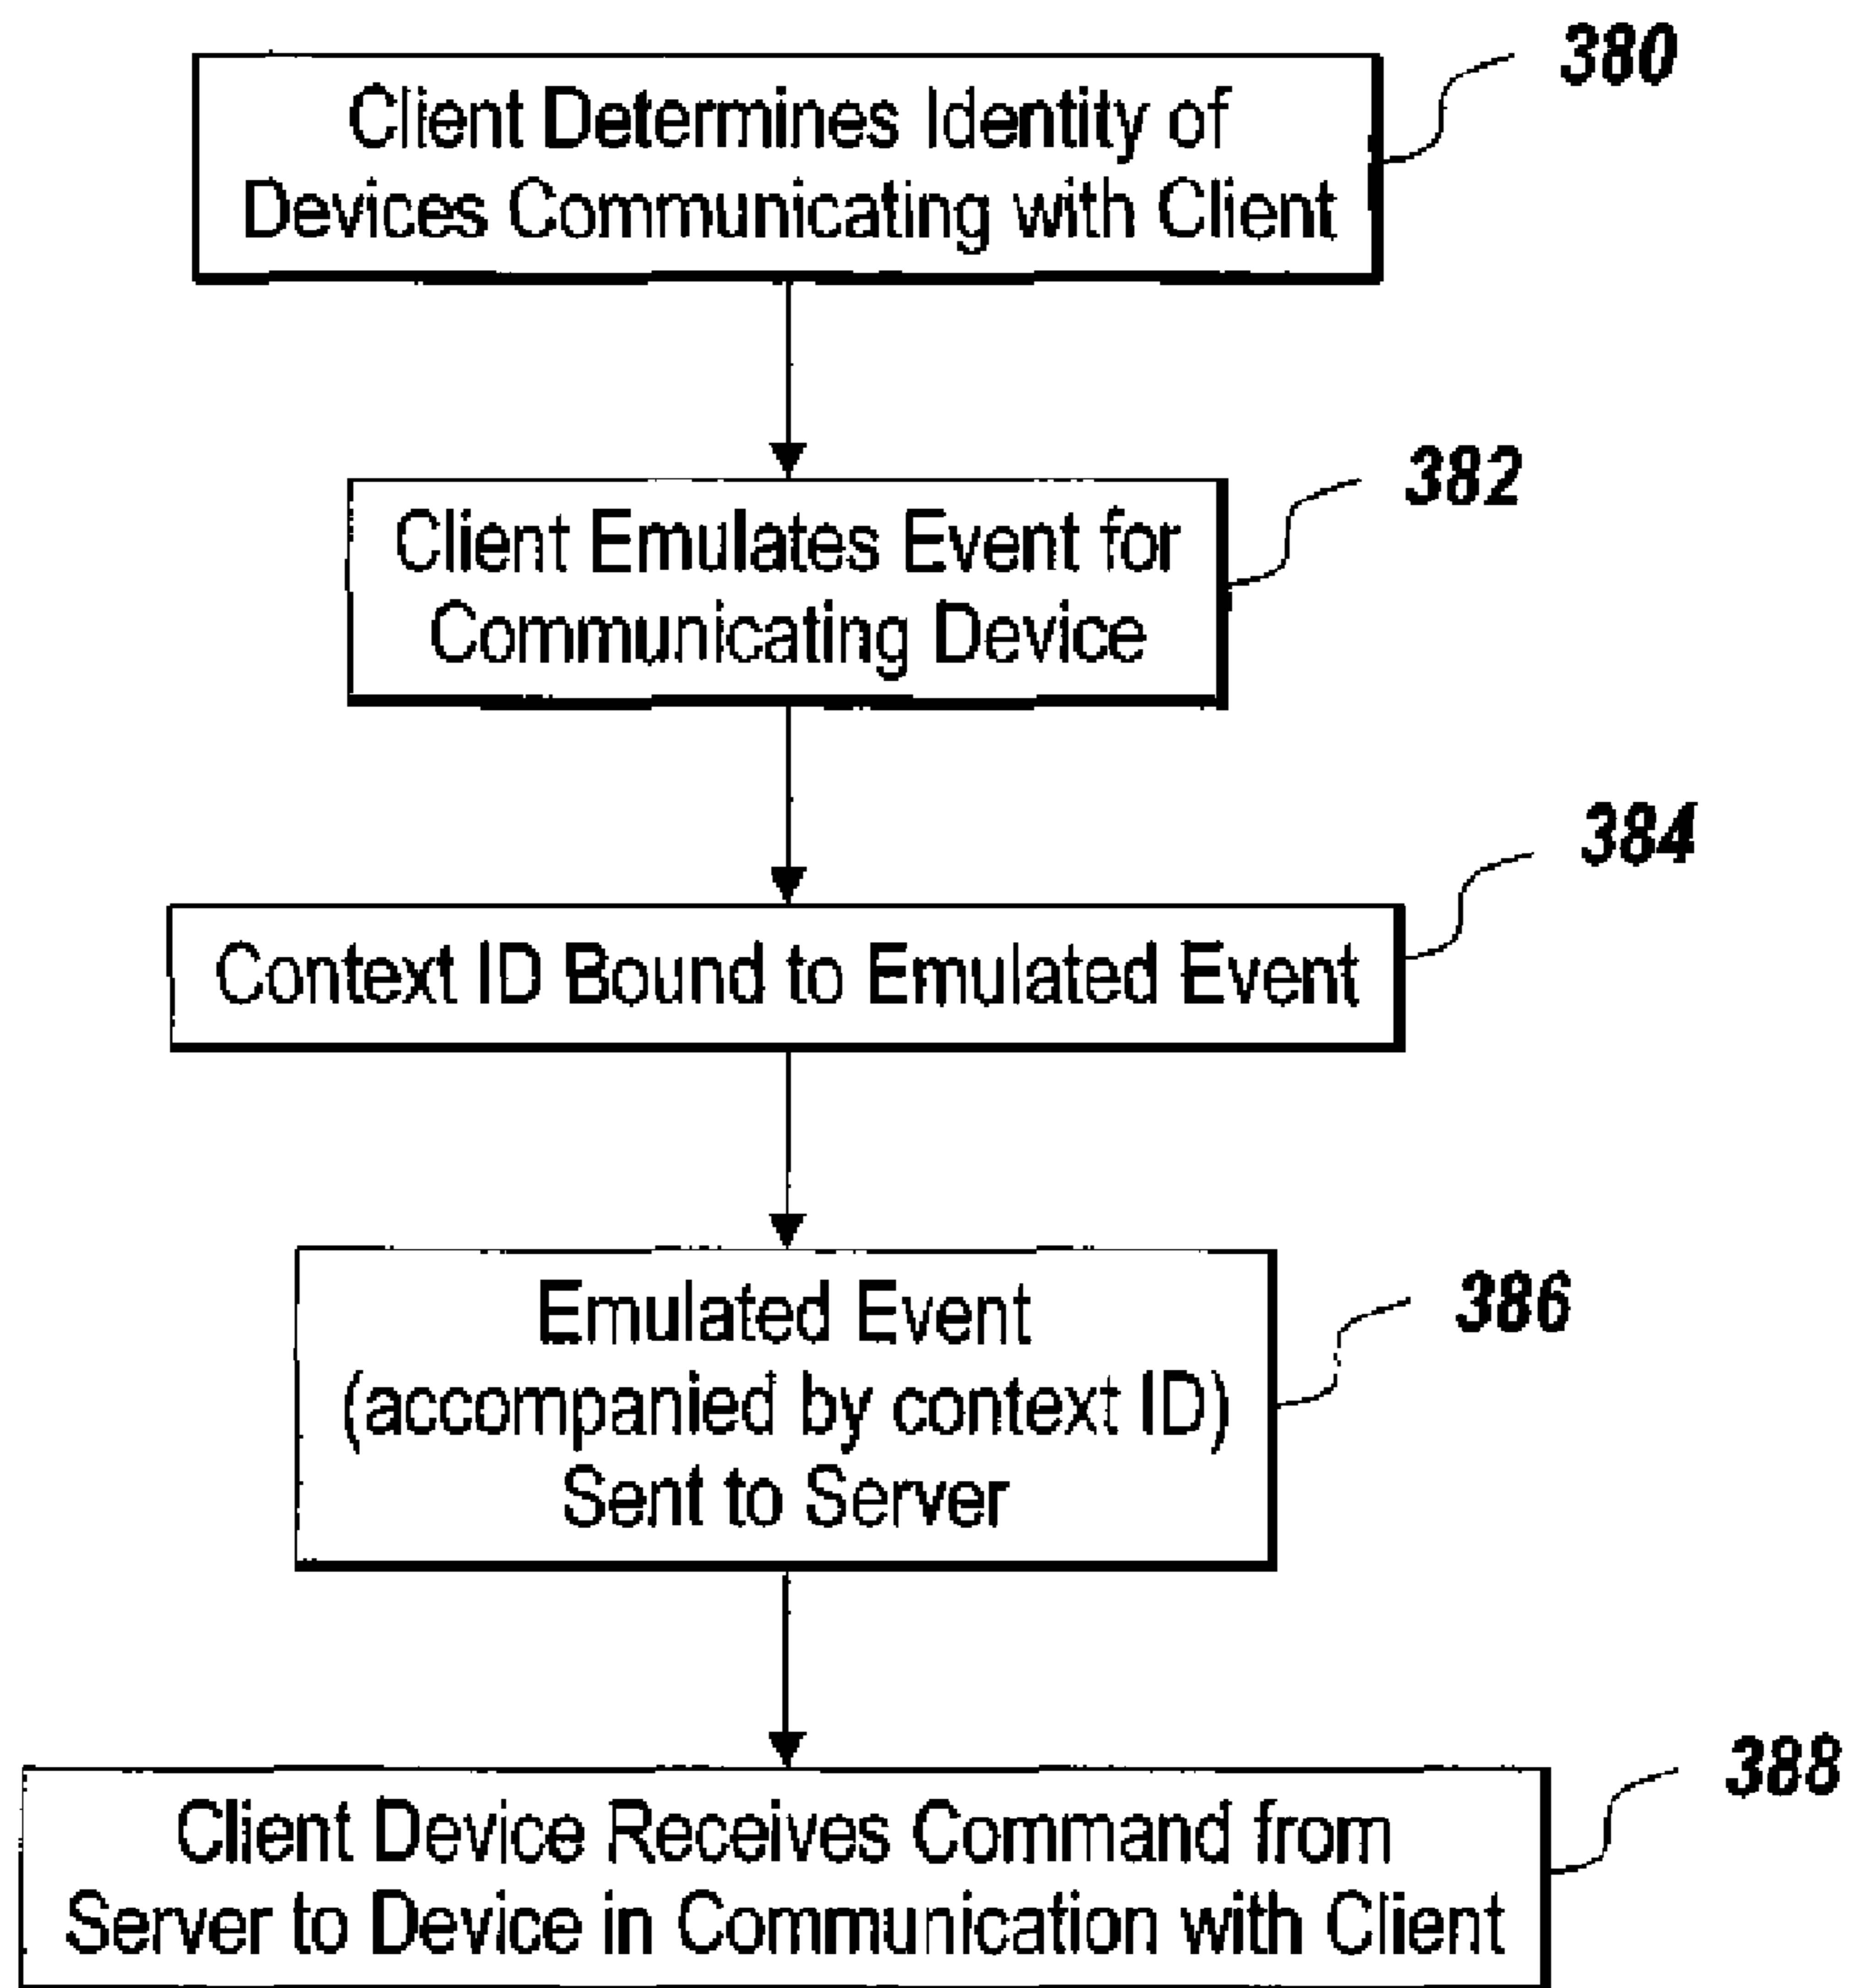 380
Client Determines Identity of
Devices Communicating with Client
382
Client Emulates Event for
Communicating Device
384
Context ID Bound to Emulated Event
386
Emulated Event
(accompanied by context ID)
Sent to Server
388
Client Device Receives Command from
Server to Device in Communication with Client